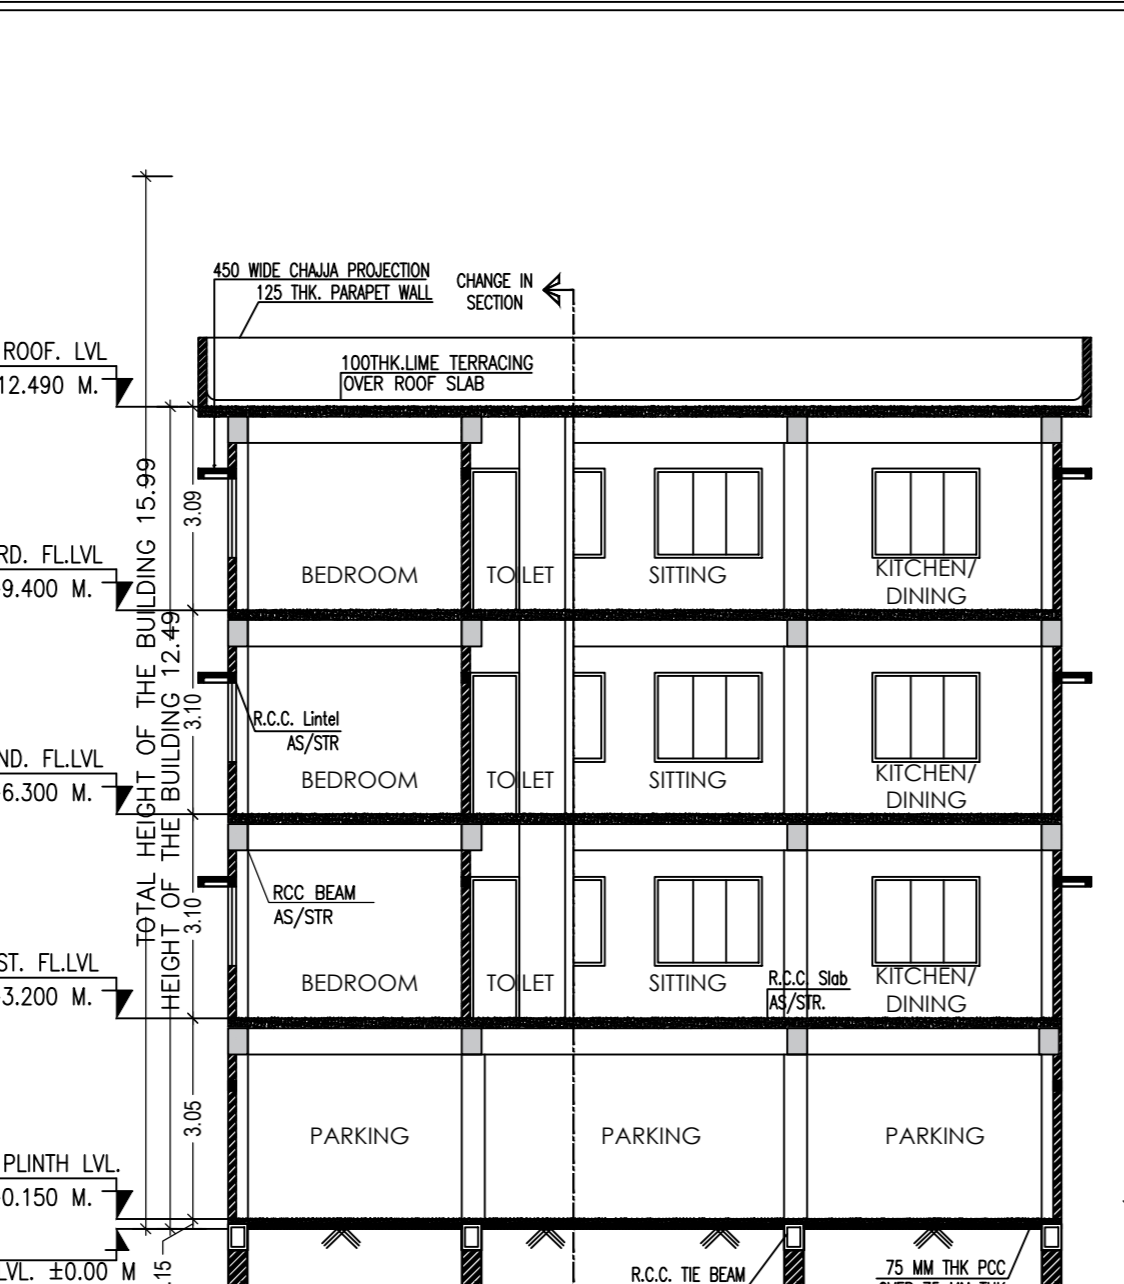 450 WIDE CHAJJA PROJECTION
125 THK. PARAPET WALL
CHANGE IN
SECTION
ROOF. LVL
12.490 M.
100THK.LIME TERRACING
OVER ROOF SLAB
TOTAL HEIGHT OF THE BUILDING 15.99
HEIGHT OF THE BUILDING 12.49
3.09
RD. FL.LVL
9.400 M.
BEDROOM
TOILET
SITTING
KITCHEN/
DINING
3.10
R.C.C. Lintel
AS/STR
ND. FL.LVL
6.300 M.
BEDROOM
TOILET
SITTING
KITCHEN/
DINING
3.10
RCC BEAM
AS/STR
ST. FL.LVL
3.200 M.
BEDROOM
TOILET
SITTING
R.C.C. Slab
AS/STR.
KITCHEN/
DINING
3.05
PARKING
PARKING
PARKING
PLINTH LVL.
0.150 M.
LVL. ±0.00 M
.15
R.C.C. TIE BEAM
75 MM THK PCC